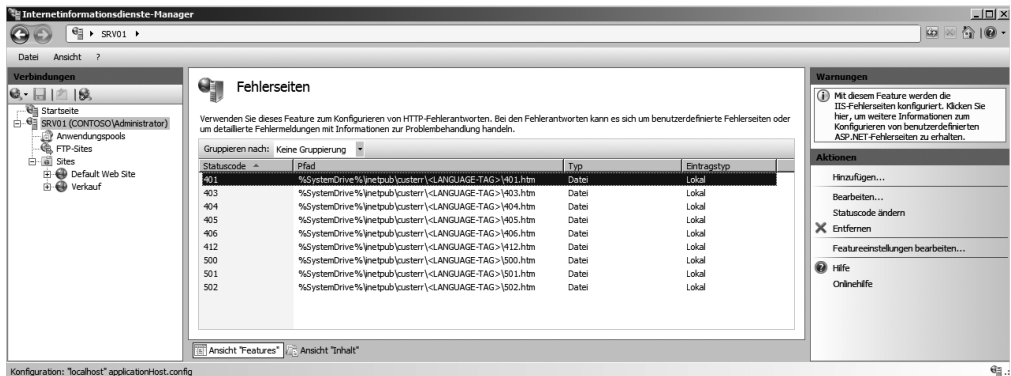 Internetinformationsdienste-Manager
SRV01
Datei Ansicht ?
Verbindungen
Startseite
SRV01 (CONTOSO\Administrator)
Anwendungspools
FTP-Sites
Sites
Default Web Site
Verkauf
Fehlerseiten
Verwenden Sie dieses Feature zum Konfigurieren von HTTP-Fehlerantworten. Bei den Fehlerantworten kann es sich um benutzerdefinierte Fehlerseiten oder
um detaillierte Fehlermeldungen mit Informationen zur Problembehandlung handeln.
Gruppieren nach: Keine Gruppierung
Statuscode Pfad Typ Eintragstyp
401 %SystemDrive%\inetpub\custerr\<LANGUAGE-TAG>\401.htm Datei Lokal
403 %SystemDrive%\inetpub\custerr\<LANGUAGE-TAG>\403.htm Datei Lokal
404 %SystemDrive%\inetpub\custerr\<LANGUAGE-TAG>\404.htm Datei Lokal
405 %SystemDrive%\inetpub\custerr\<LANGUAGE-TAG>\405.htm Datei Lokal
406 %SystemDrive%\inetpub\custerr\<LANGUAGE-TAG>\406.htm Datei Lokal
412 %SystemDrive%\inetpub\custerr\<LANGUAGE-TAG>\412.htm Datei Lokal
500 %SystemDrive%\inetpub\custerr\<LANGUAGE-TAG>\500.htm Datei Lokal
501 %SystemDrive%\inetpub\custerr\<LANGUAGE-TAG>\501.htm Datei Lokal
502 %SystemDrive%\inetpub\custerr\<LANGUAGE-TAG>\502.htm Datei Lokal
Ansicht "Features" Ansicht "Inhalt"
Warnungen
Mit diesem Feature werden die
IIS-Fehlerseiten konfiguriert. Klicken Sie
hier, um weitere Informationen zum
Konfigurieren von benutzerdefinierten
ASP.NET-Fehlerseiten zu erhalten.
Aktionen
Hinzufügen...
Bearbeiten...
Statuscode ändern
Entfernen
Featureeinstellungen bearbeiten...
Hilfe
Onlinehilfe
Konfiguration: "localhost" applicationHost.config